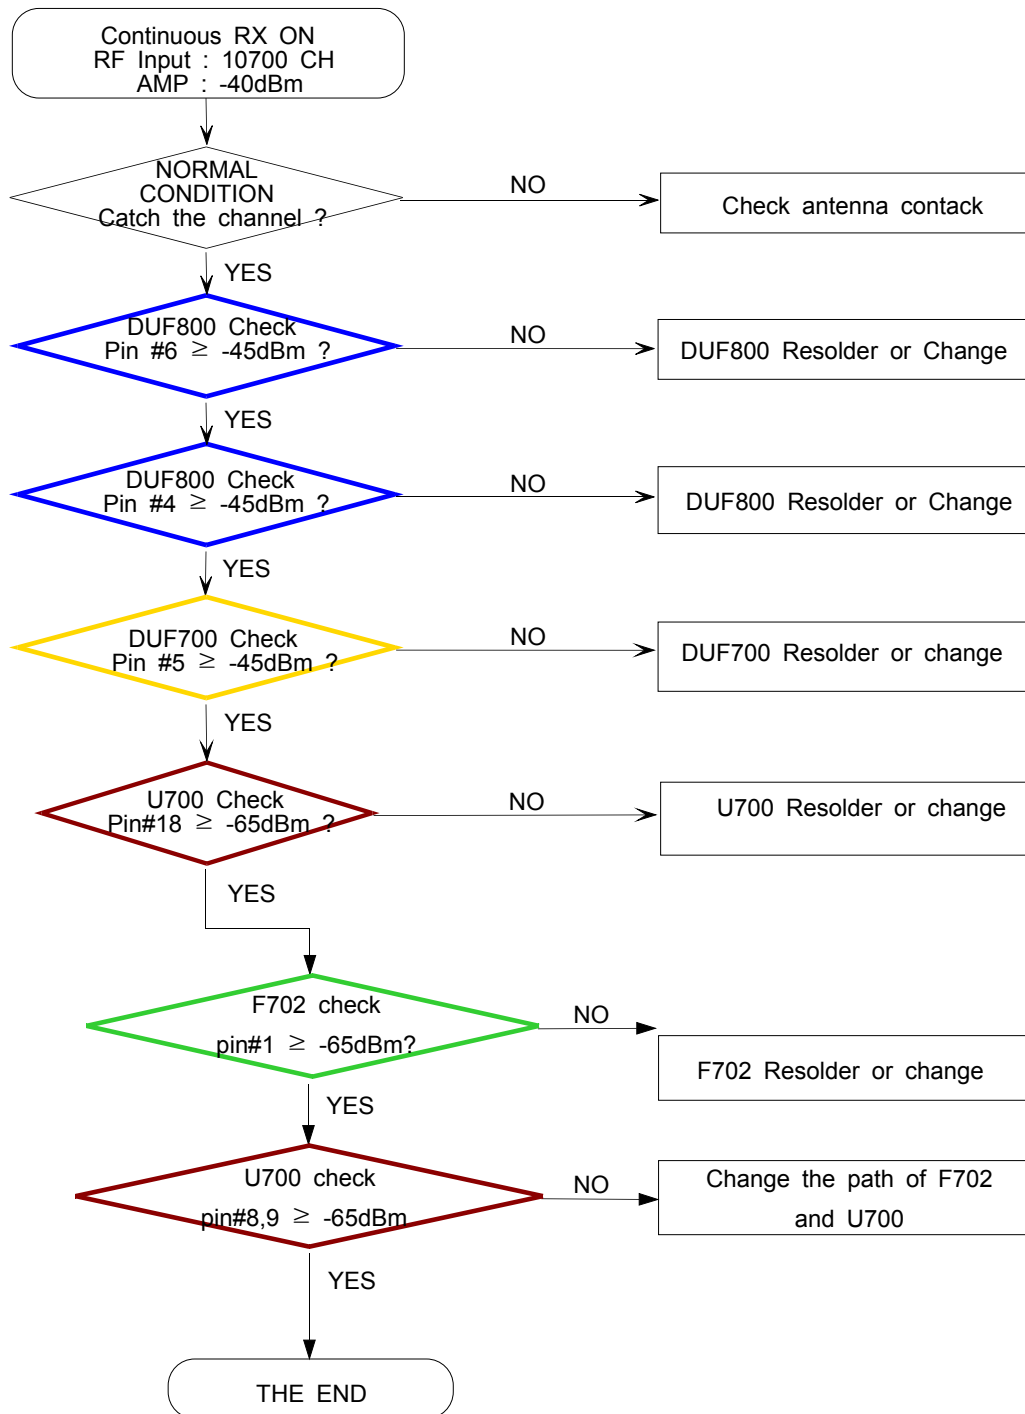 Continuous RX ON
RF Input : 10700 CH
AMP : -40dBm
NORMAL
CONDITION
Catch the channel ?
NO
Check antenna contack
YES
DUF800 Check
Pin #6 ≥ -45dBm ?
NO
DUF800 Resolder or Change
YES
DUF800 Check
Pin #4 ≥ -45dBm ?
NO
DUF800 Resolder or Change
YES
DUF700 Check
Pin #5 ≥ -45dBm ?
NO
DUF700 Resolder or change
YES
U700 Check
Pin#18 ≥ -65dBm ?
NO
U700 Resolder or change
YES
F702 check
pin#1 ≥ -65dBm?
NO
F702 Resolder or change
YES
U700 check
pin#8,9 ≥ -65dBm
NO
Change the path of F702
and U700
YES
THE END